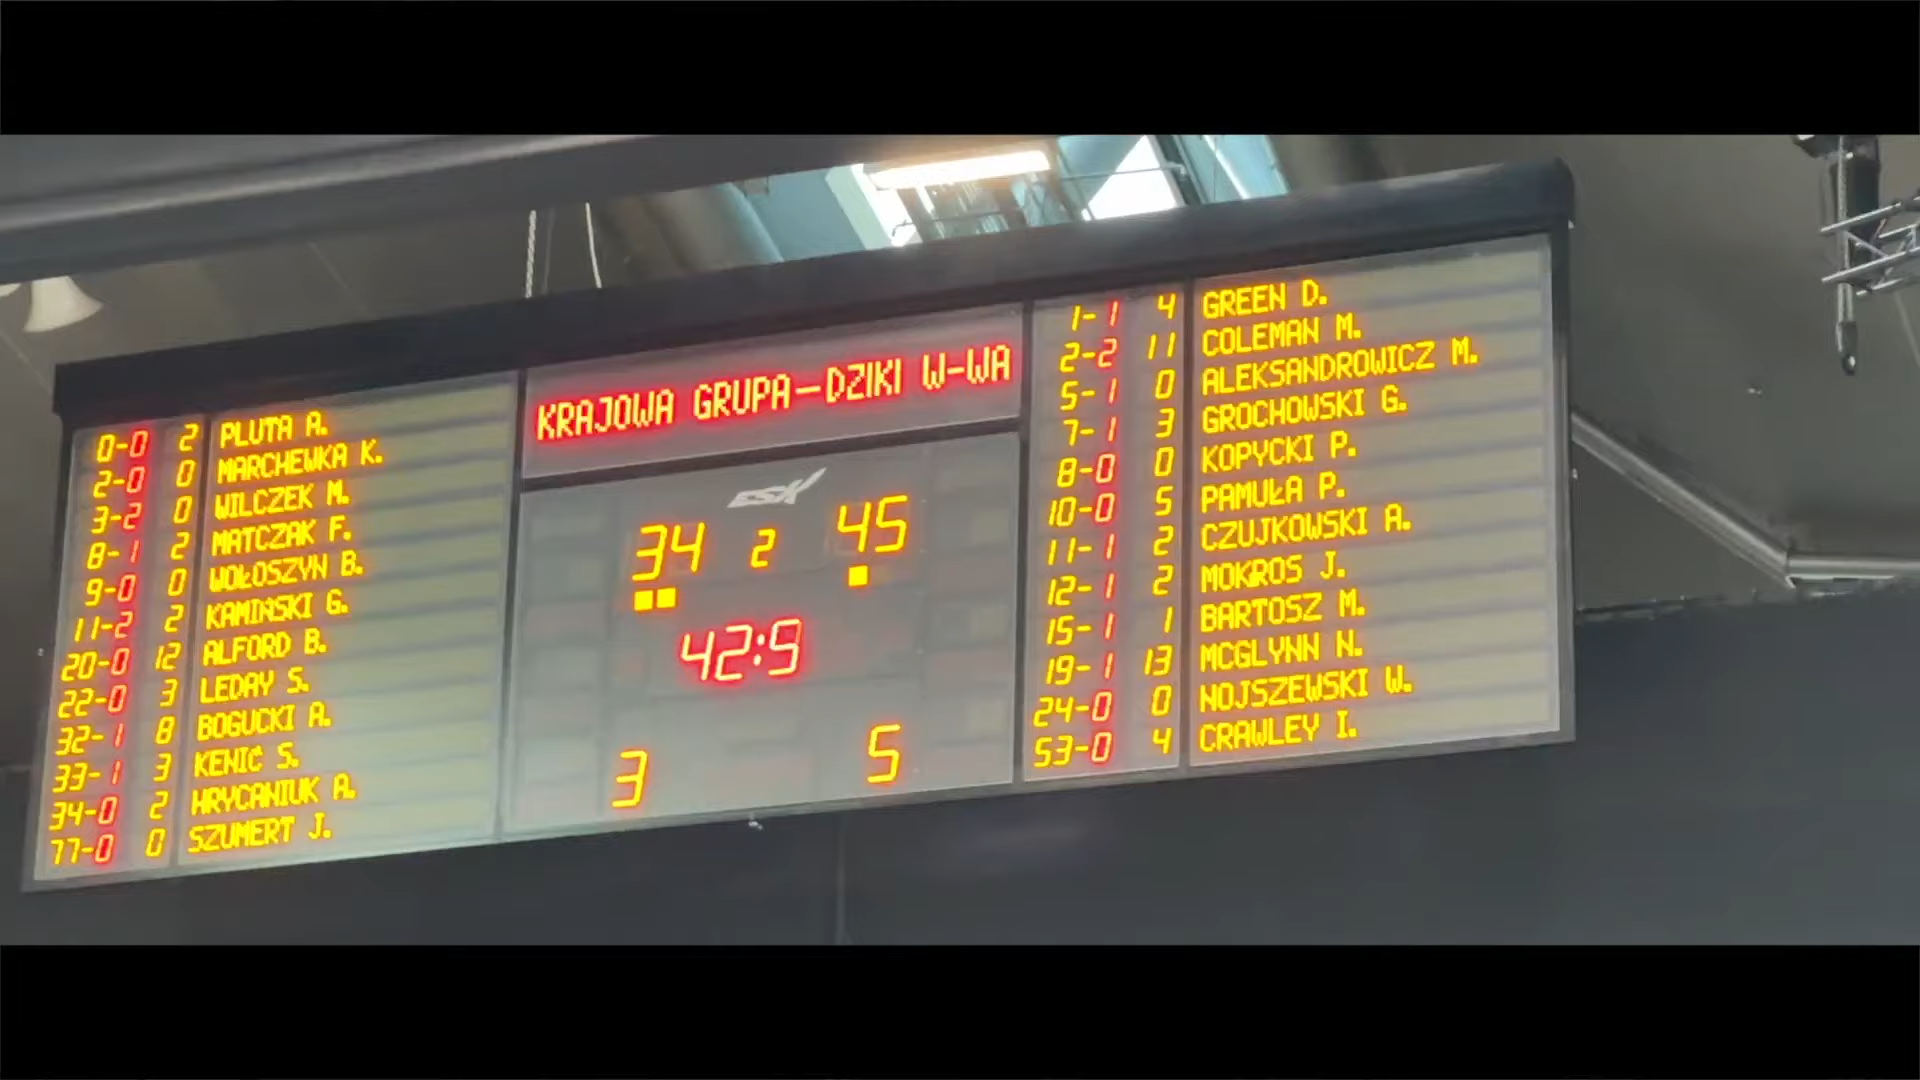 KRAJOWA GRUPA-DZIKI W-WA
ESK
34 2 45
42:9
3 5
0-0 2 PLUTA A.
2-0 0 MARCHEWKA K.
3-2 0 WILCZEK M.
8-1 2 MATCZAK F.
9-0 0 WOŁOSZYN B.
11-2 2 KAMIŃSKI G.
20-0 12 ALFORD B.
22-0 3 LEDAY S.
32-1 8 BOGUCKI A.
33-1 3 KENIĆ S.
34-0 2 HRYCANIUK A.
77-0 0 SZUMERT J.
1-1 4 GREEN D.
2-2 11 COLEMAN M.
5-1 0 ALEKSANDROWICZ M.
7-1 3 GROCHOWSKI G.
8-0 0 KOPYCKI P.
10-0 5 PAMUŁA P.
11-1 2 CZUJKOWSKI A.
12-1 2 MOKROS J.
15-1 1 BARTOSZ M.
19-1 13 MCGLYNN N.
24-0 0 NOJSZEWSKI W.
53-0 4 CRAWLEY I.